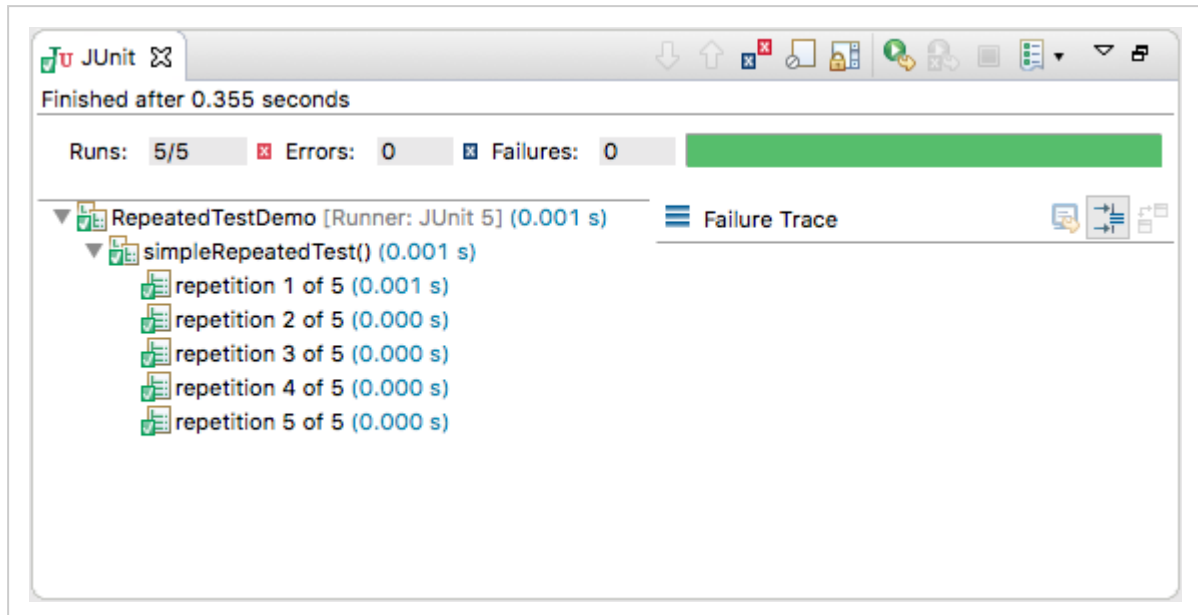 JUnit
Finished after 0.355 seconds
Runs: 5/5 Errors: 0 Failures: 0
RepeatedTestDemo [Runner: JUnit 5] (0.001 s)
Failure Trace
simpleRepeatedTest() (0.001 s)
repetition 1 of 5 (0.001 s)
repetition 2 of 5 (0.000 s)
repetition 3 of 5 (0.000 s)
repetition 4 of 5 (0.000 s)
repetition 5 of 5 (0.000 s)